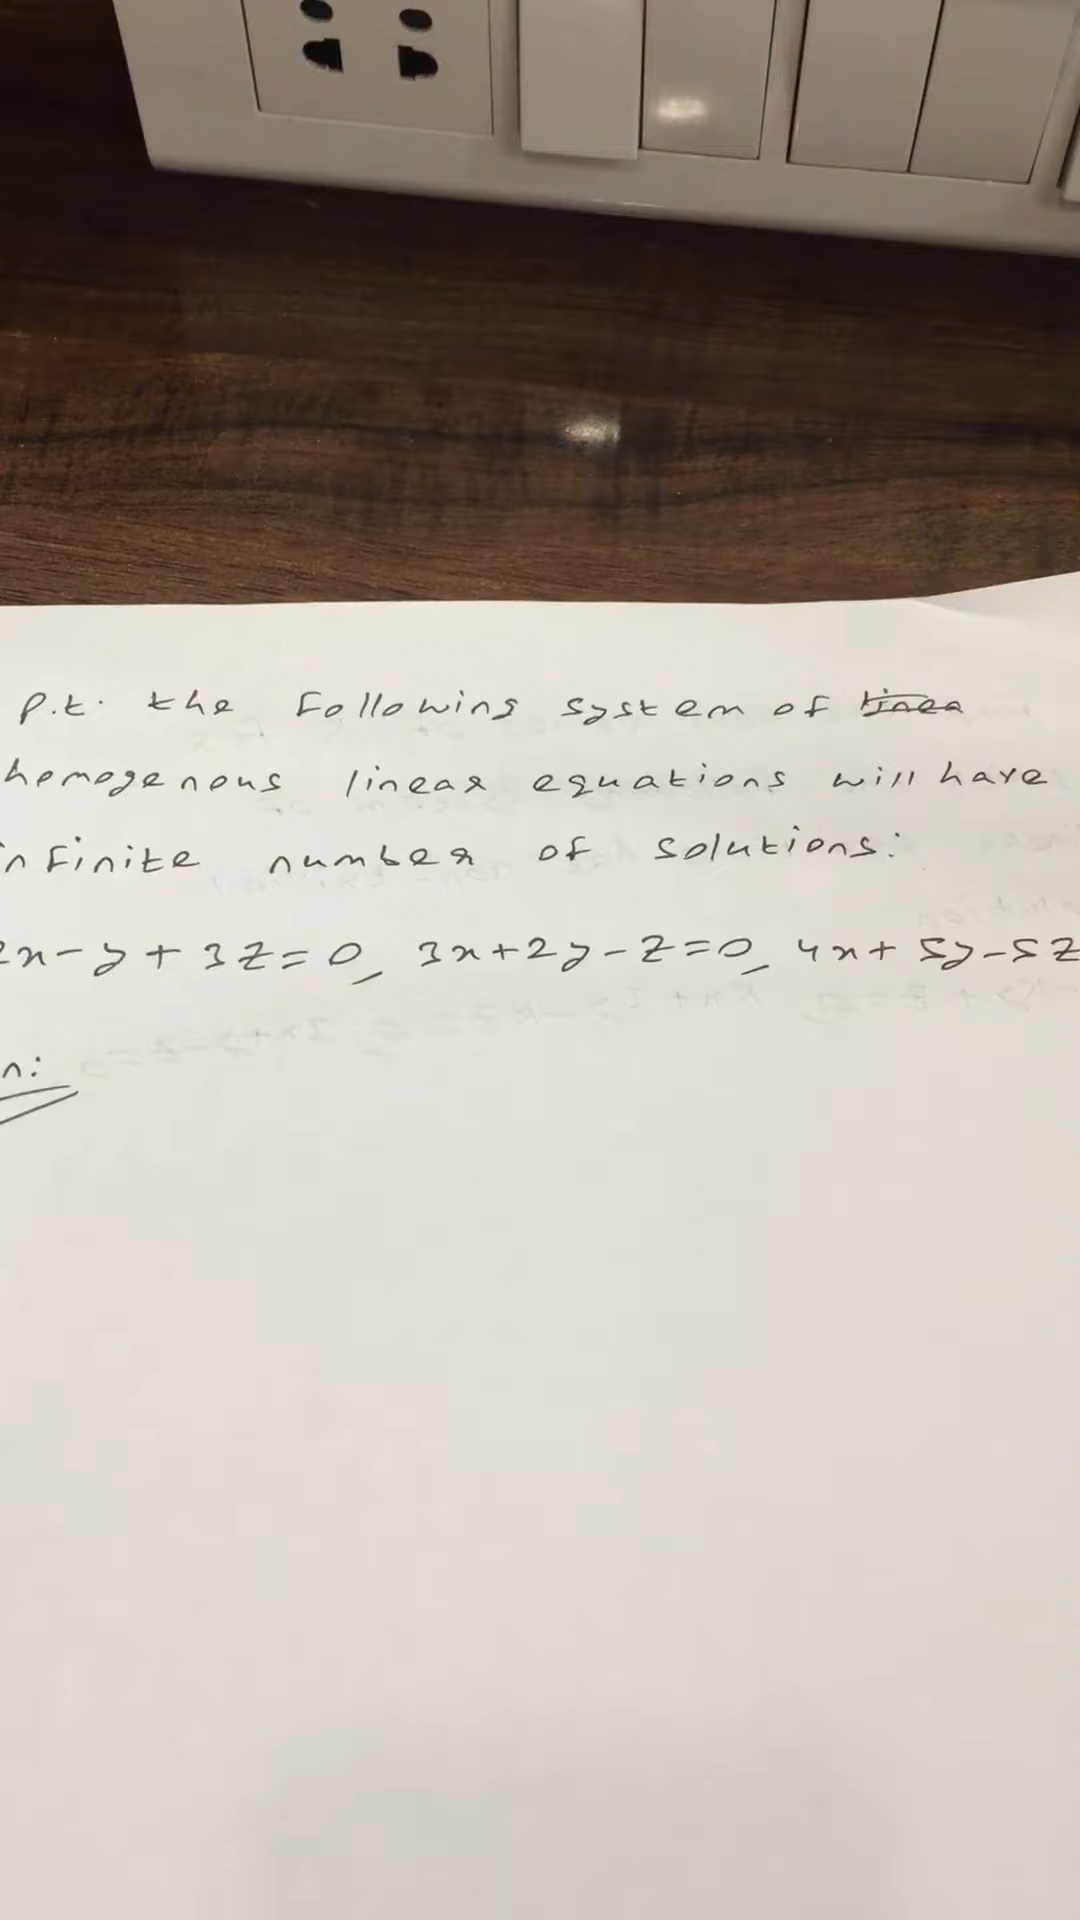 P.t. the following system of linea
homogenous linear equations will have
infinite number of solutions:
2x-y+3z=0, 3x+2y-z=0, 4x+5y-5z
n: